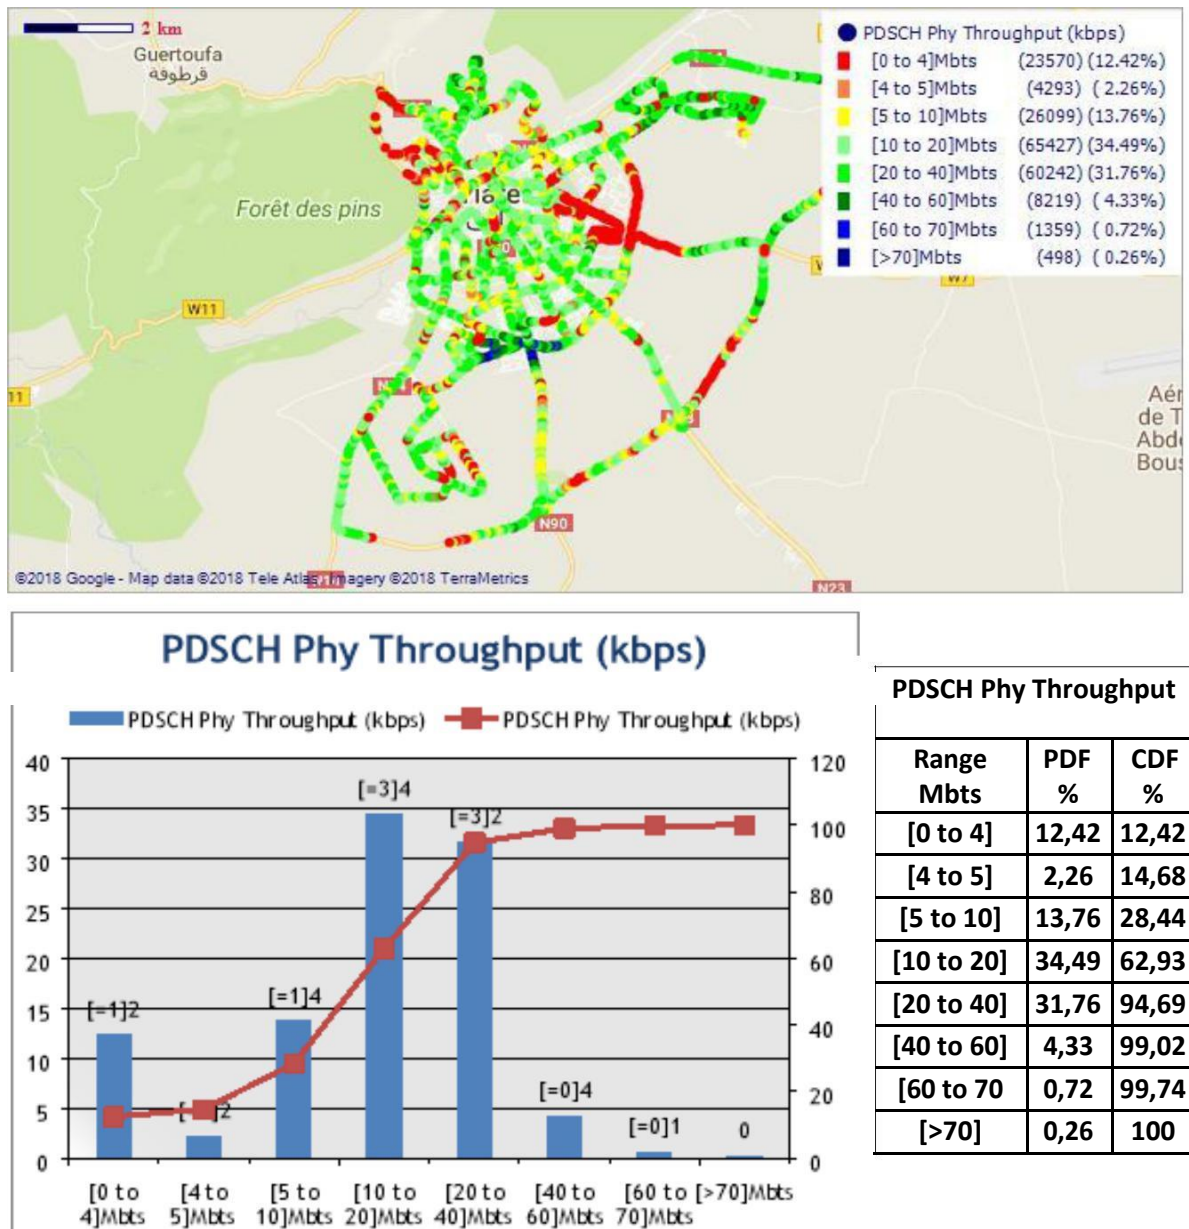 2 km
Guertoufa
قرطوفة
Forêt des pins
W11
11
N90
N23
W7
Aér
de T
Abde
Bous
©2018 Google - Map data ©2018 Tele Atlas, Imagery ©2018 TerraMetrics
PDSCH Phy Throughput (kbps)
[0 to 4]Mbts (23570) (12.42%)
[4 to 5]Mbts (4293) ( 2.26%)
[5 to 10]Mbts (26099) (13.76%)
[10 to 20]Mbts (65427) (34.49%)
[20 to 40]Mbts (60242) (31.76%)
[40 to 60]Mbts (8219) ( 4.33%)
[60 to 70]Mbts (1359) ( 0.72%)
[>70]Mbts (498) ( 0.26%)
PDSCH Phy Throughput (kbps)
PDSCH Phy Throughput (kbps) PDSCH Phy Throughput (kbps)
40 120
35
100
30
80
25
20 60
15
40
10
20
5
0 0
[=1]2
[=1]4
[=3]4
[=3]2
[=0]4
[=0]1
0
[0 to [4 to [5 to [10 to [20 to [40 to [60 to [>70]Mbts
4]Mbts 5]Mbts 10]Mbts 20]Mbts 40]Mbts 60]Mbts 70]Mbts
PDSCH Phy Throughput
Range PDF CDF
Mbts % %
[0 to 4] 12,42 12,42
[4 to 5] 2,26 14,68
[5 to 10] 13,76 28,44
[10 to 20] 34,49 62,93
[20 to 40] 31,76 94,69
[40 to 60] 4,33 99,02
[60 to 70 0,72 99,74
[>70] 0,26 100